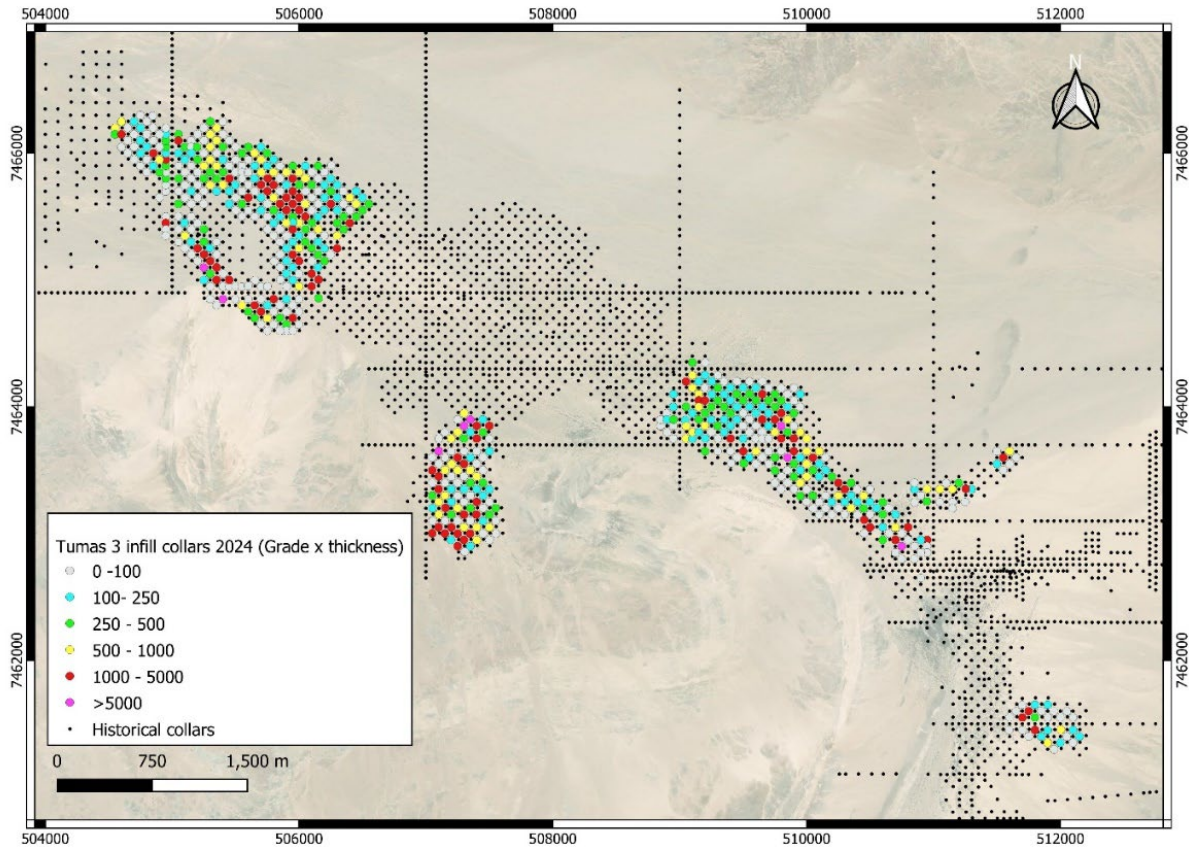 504000 506000 508000 510000 512000
N
7466000 7466000
7464000 7464000
7462000 7462000
Tumas 3 infill collars 2024 (Grade x thickness)
0 -100
100- 250
250 - 500
500 - 1000
1000 - 5000
>5000
Historical collars
0 750 1,500 m
504000 506000 508000 510000 512000